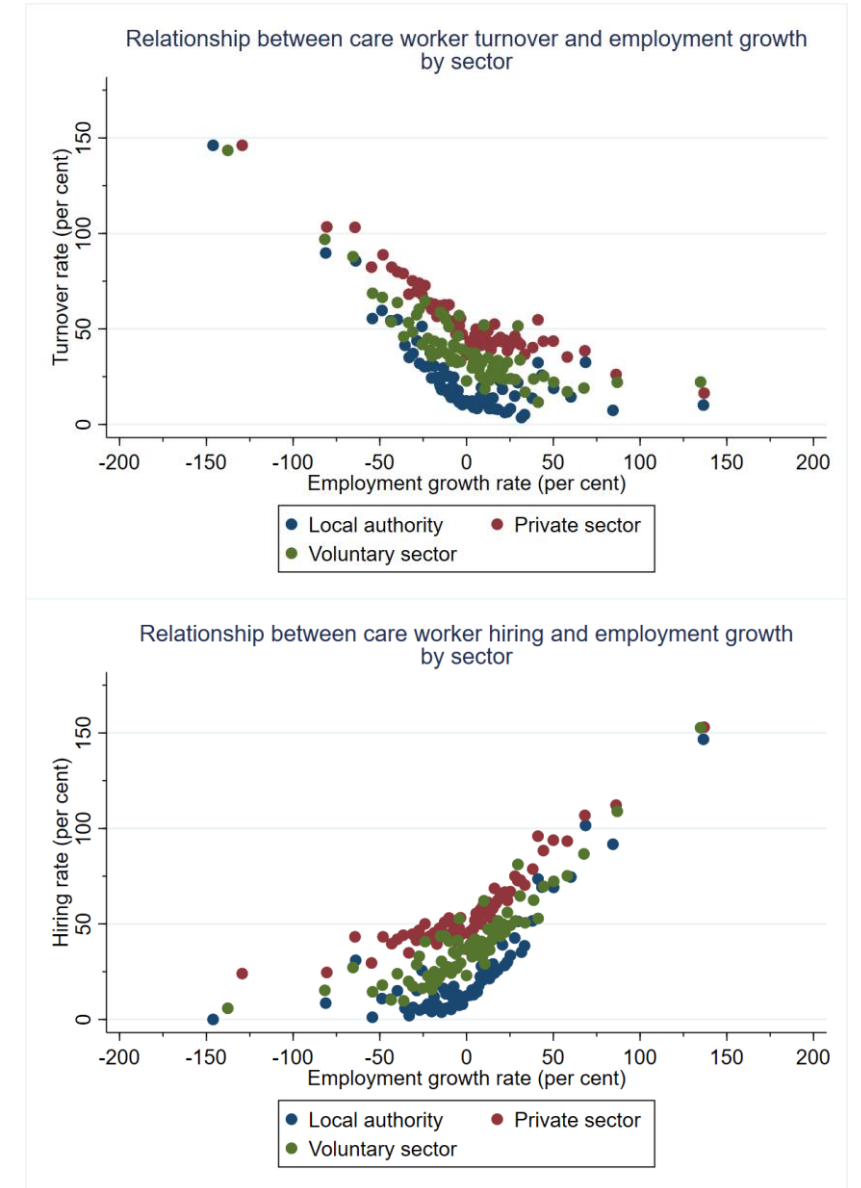 Relationship between care worker turnover and employment growth
by sector
Turnover rate (per cent)
150
100
50
0
-200 -150 -100 -50 0 50 100 150 200
Employment growth rate (per cent)
Local authority Private sector
Voluntary sector
Relationship between care worker hiring and employment growth
by sector
Hiring rate (per cent)
150
100
50
0
-200 -150 -100 -50 0 50 100 150 200
Employment growth rate (per cent)
Local authority Private sector
Voluntary sector